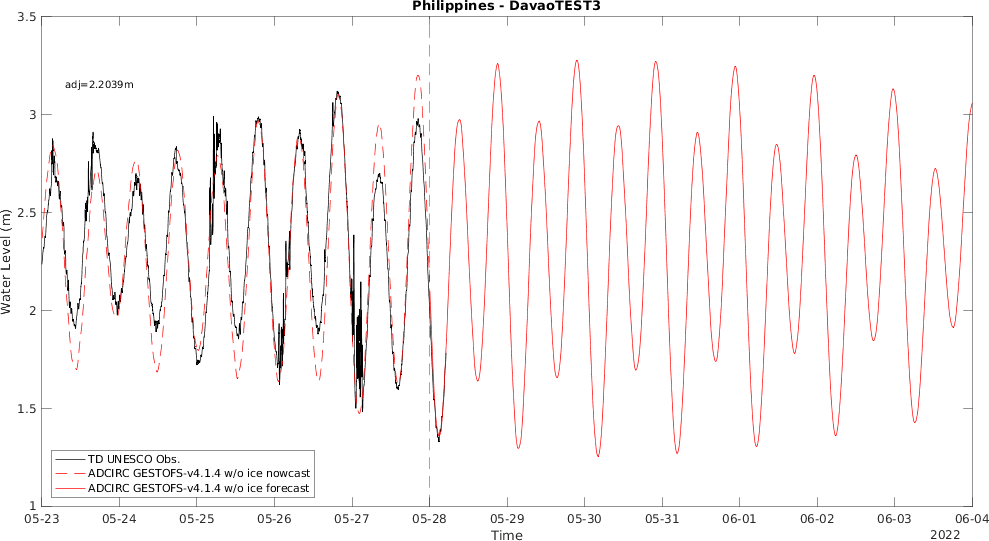 Philippines - DavaoTEST3
3.5
adj=2.2039m
3
2.5
Water Level (m)
2
1.5
TD UNESCO Obs.
ADCIRC GESTOFS-v4.1.4 w/o ice nowcast
ADCIRC GESTOFS-v4.1.4 w/o ice forecast
1
05-23 05-24 05-25 05-26 05-27 05-28 05-29 05-30 05-31 06-01 06-02 06-03 06-04
Time
2022